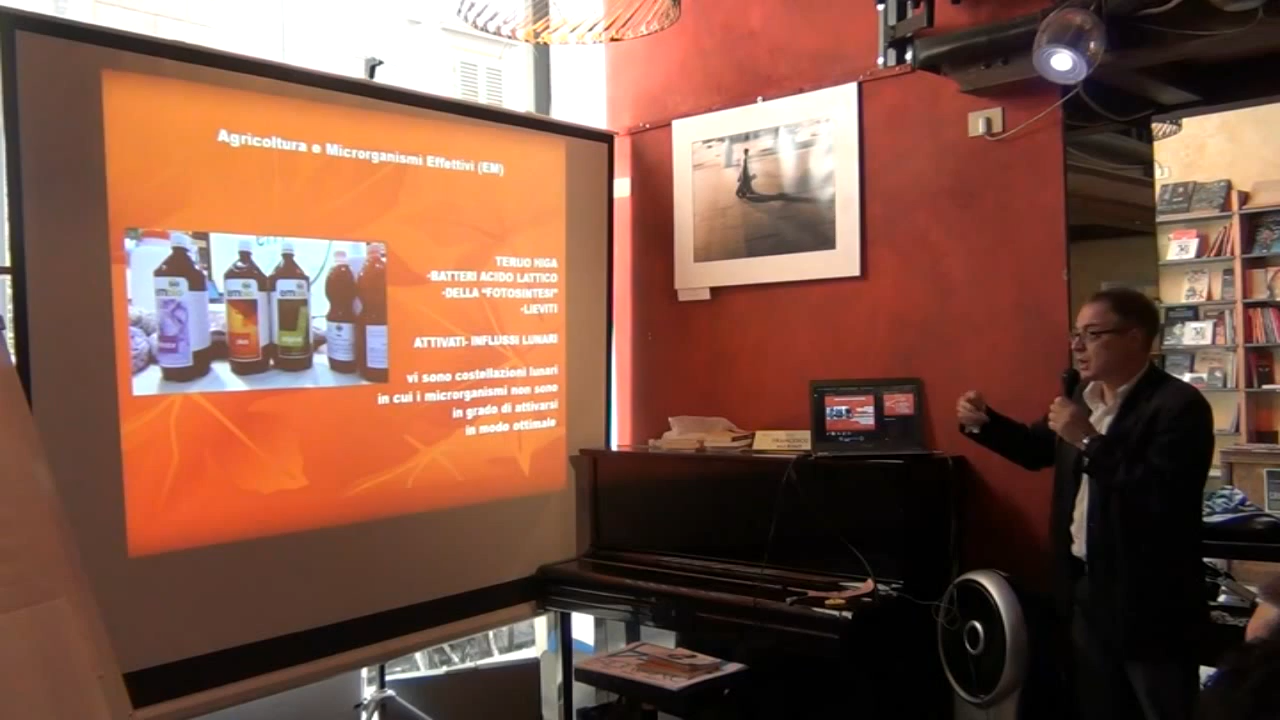 Agricoltura e Microrganismi Effettivi (EM)
TERUO HIGA
-BATTERI ACIDO LATTICO
-DELLA "FOTOSINTESI"
-LIEVITI
ATTIVATI- INFLUSSI LUNARI
vi sono costellazioni lunari
in cui i microrganismi non sono
in grado di attivarsi
in modo ottimale